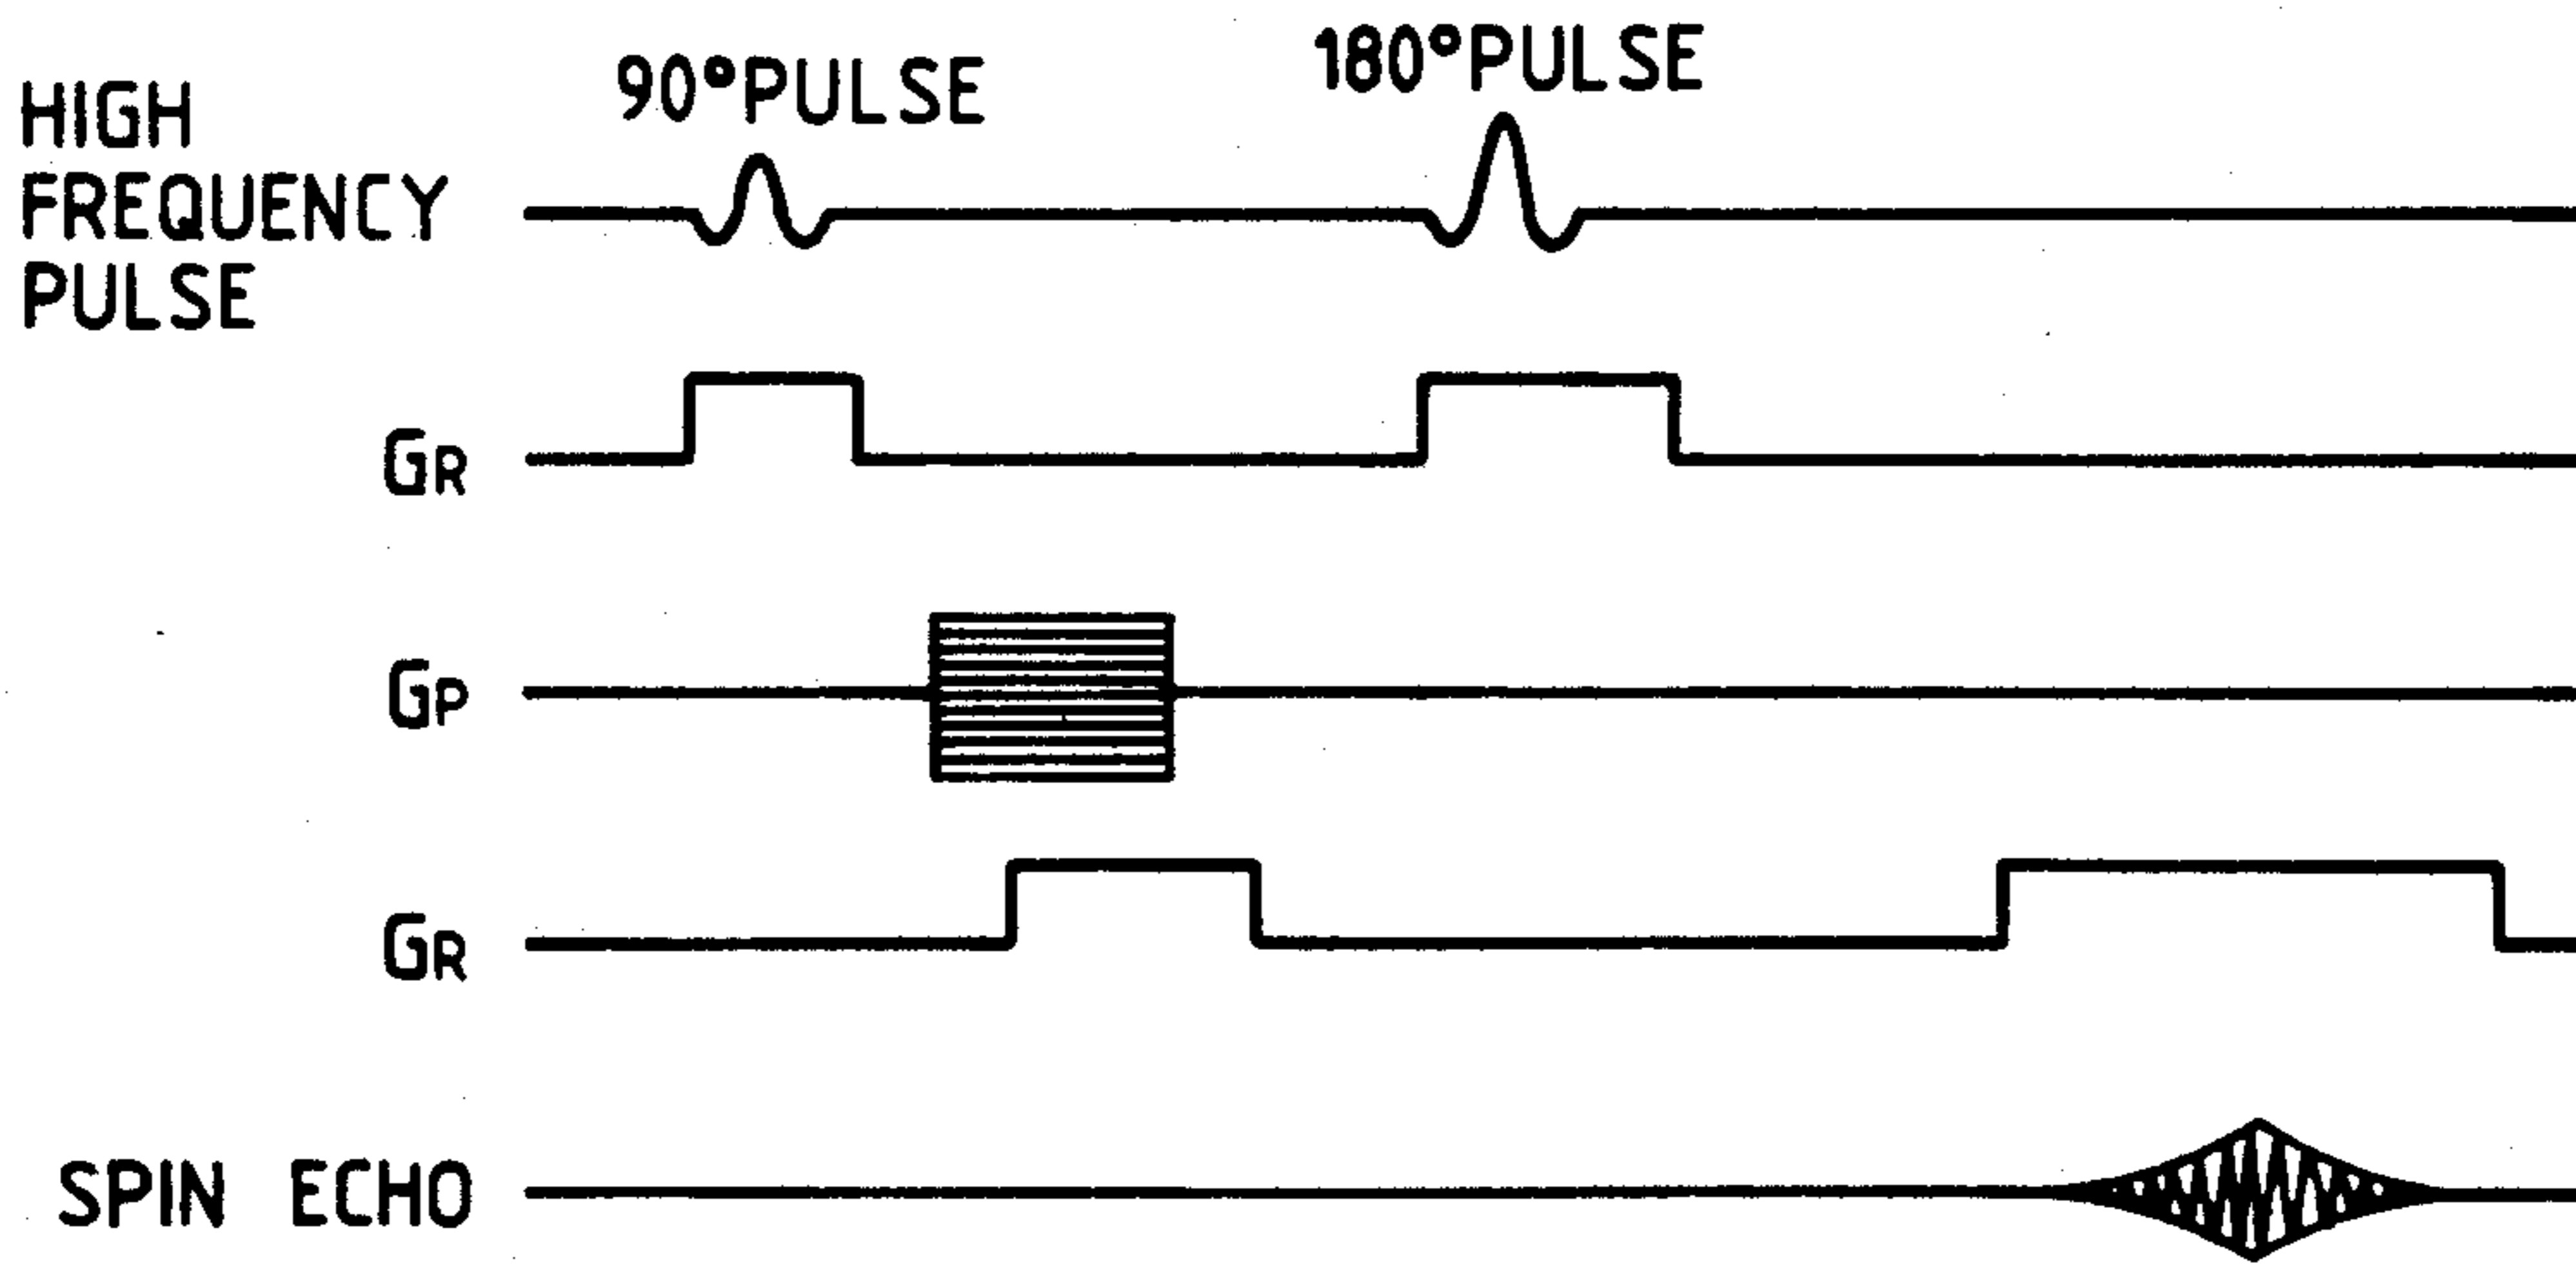 90°PULSE
180°PULSE
HIGH
FREQUENCY
PULSE
GR
GP
GR
SPIN ECHO